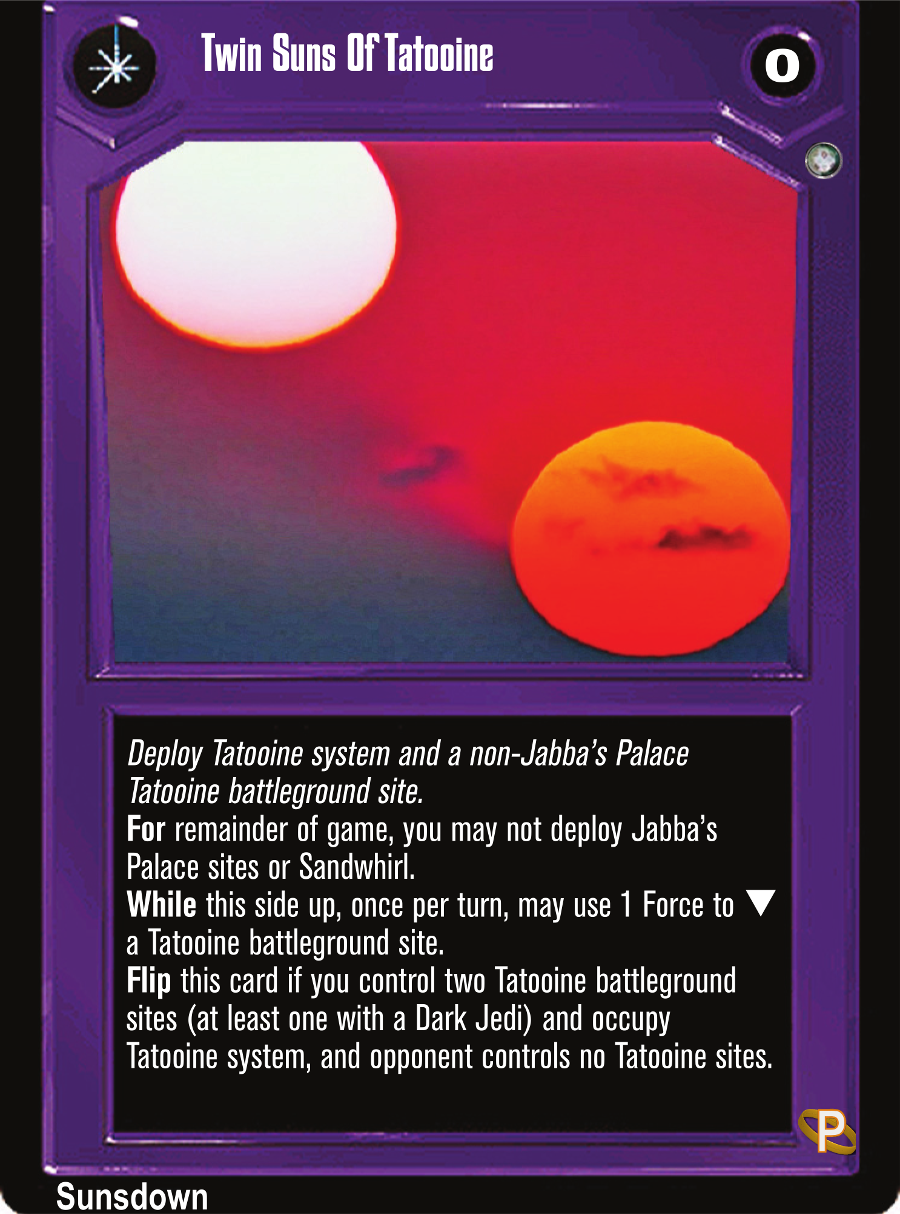 Twin Suns Of Tatooine
0
Deploy Tatooine system and a non-Jabba’s Palace
Tatooine battleground site.
For remainder of game, you may not deploy Jabba’s
Palace sites or Sandwhirl.
While this side up, once per turn, may use 1 Force to ▼
a Tatooine battleground site.
Flip this card if you control two Tatooine battleground
sites (at least one with a Dark Jedi) and occupy
Tatooine system, and opponent controls no Tatooine sites.
P
Sunsdown